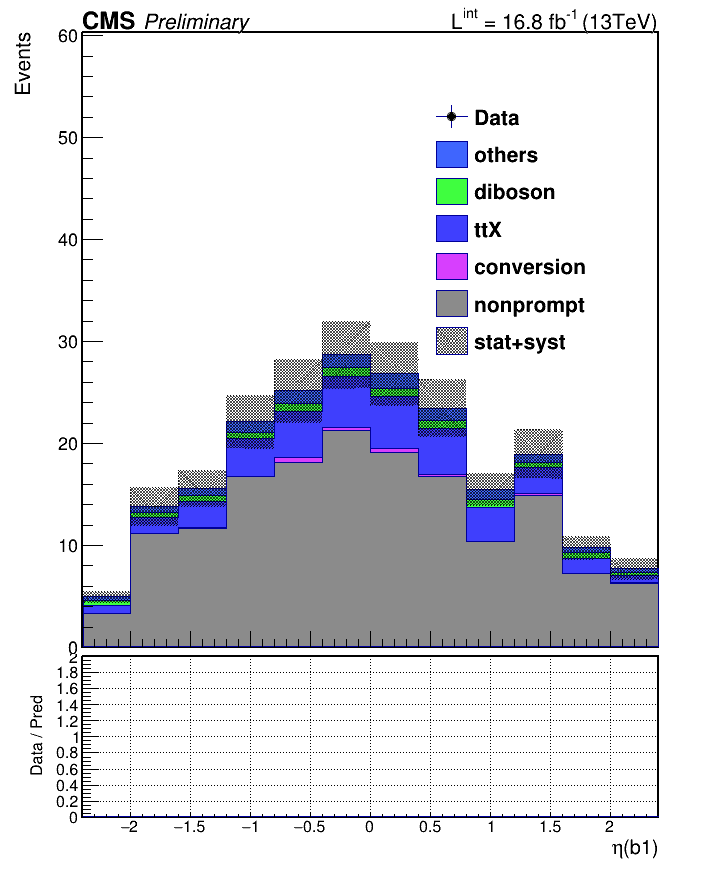 CMS Preliminary L^int = 16.8 fb^-1 (13TeV)
Events
60
50
40
30
20
10
0
Data
others
diboson
ttX
conversion
nonprompt
stat+syst
Data / Pred
2
1.8
1.6
1.4
1.2
1
0.8
0.6
0.4
0.2
0
−2 −1.5 −1 −0.5 0 0.5 1 1.5 2
η(b1)